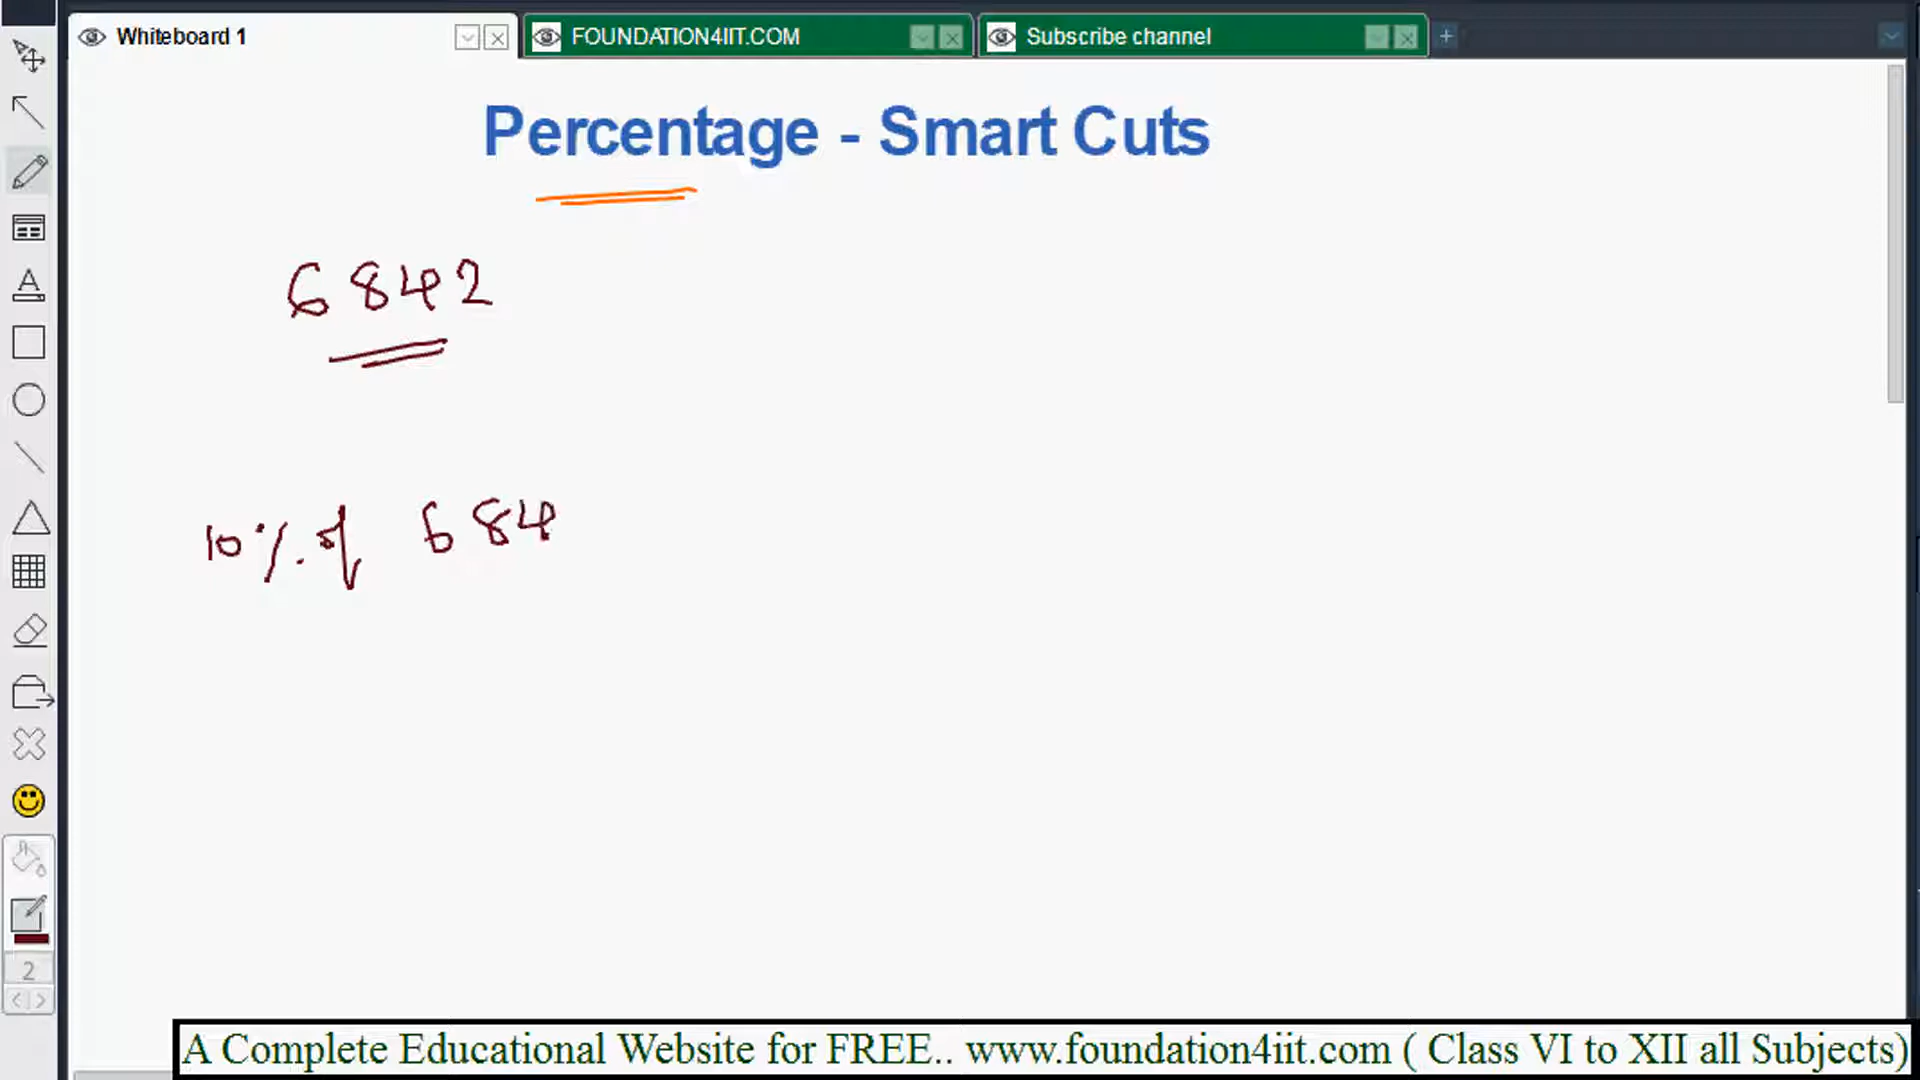 Whiteboard 1
FOUNDATION4IIT.COM
Subscribe channel
Percentage - Smart Cuts
6842
10% of 684
2
A Complete Educational Website for FREE.. www.foundation4iit.com ( Class VI to XII all Subjects)